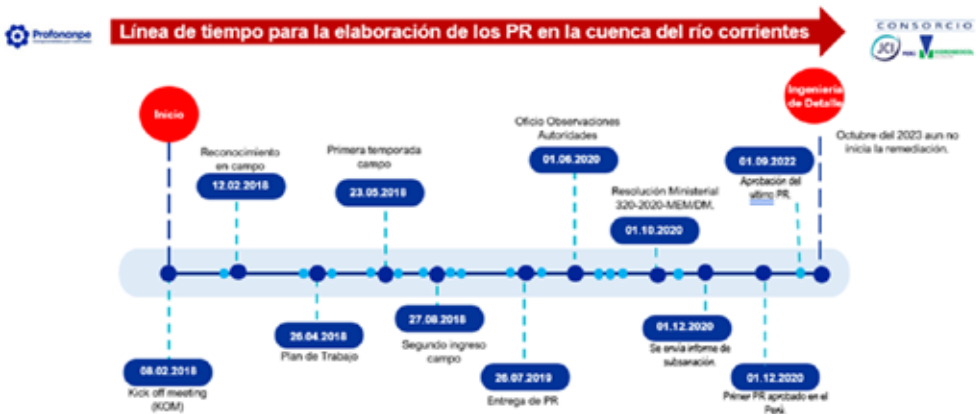 Profonanpe
Línea de tiempo para la elaboración de los PR en la cuenca del río corrientes
CONSORCIO
JCI
PERÚ
Inicio
Ingeniería
de Detalle
Reconocimiento
en campo
12.02.2018
Primera temporada
campo
23.05.2018
Oficio Observaciones
Autoridades
01.06.2020
Resolución Ministerial
320-2020-MEM/DM.
01.10.2020
01.09.2022
Aprobación del
último PR.
Octubre del 2023 aun no
inicia la remediación.
08.02.2018
Kick off meeting
(KOM)
26.04.2018
Plan de Trabajo
27.08.2018
Segundo ingreso
campo
26.07.2019
Entrega de PR
01.12.2020
Se envía informe de
subsanación.
01.12.2020
Primer PR aprobado en el
Perú.